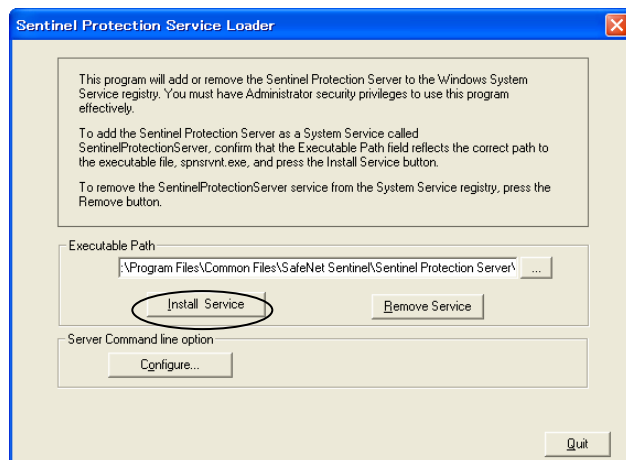 Sentinel Protection Service Loader
This program will add or remove the Sentinel Protection Server to the Windows System
Service registry. You must have Administrator security privileges to use this program
effectively.
To add the Sentinel Protection Server as a System Service called
SentinelProtectionServer, confirm that the Executable Path field reflects the correct path to
the executable file, spnsrvnt.exe, and press the Install Service button.
To remove the SentinelProtectionServer service from the System Service registry, press the
Remove button.
Executable Path
:\Program Files\Common Files\SafeNet Sentinel\Sentinel Protection Server\
...
Install Service
Remove Service
Server Command line option
Configure...
Quit